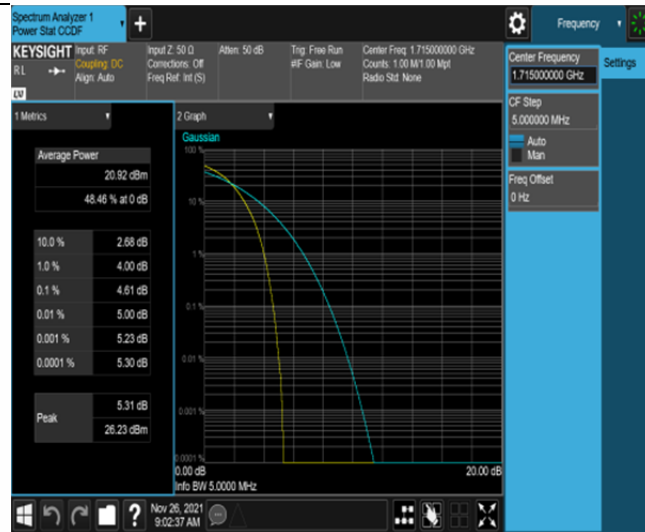 Spectrum Analyzer 1
Power Stat CCDF
Frequency
KEYSIGHT
RL
LXI
Input: RF
Coupling: DC
Align: Auto
Input Z: 50 Ω
Corrections: Off
Freq Ref: Int (S)
Atten: 50 dB
Trig: Free Run
#IF Gain: Low
Center Freq: 1.715000000 GHz
Counts: 1.00 M/1.00 Mpt
Radio Std: None
Center Frequency
1.715000000 GHz
Settings
CF Step
5.000000 MHz
Auto
Man
Freq Offset
0 Hz
1 Metrics
Average Power
20.92 dBm
48.46 % at 0 dB
10.0 % 2.68 dB
1.0 % 4.00 dB
0.1 % 4.61 dB
0.01 % 5.00 dB
0.001 % 5.23 dB
0.0001 % 5.30 dB
Peak
5.31 dB
26.23 dBm
2 Graph
Gaussian
100 %
10 %
1 %
0.1 %
0.01 %
0.001 %
0.0001 %
0.00 dB 20.00 dB
Info BW 5.0000 MHz
Nov 26, 2021
9:02:37 AM